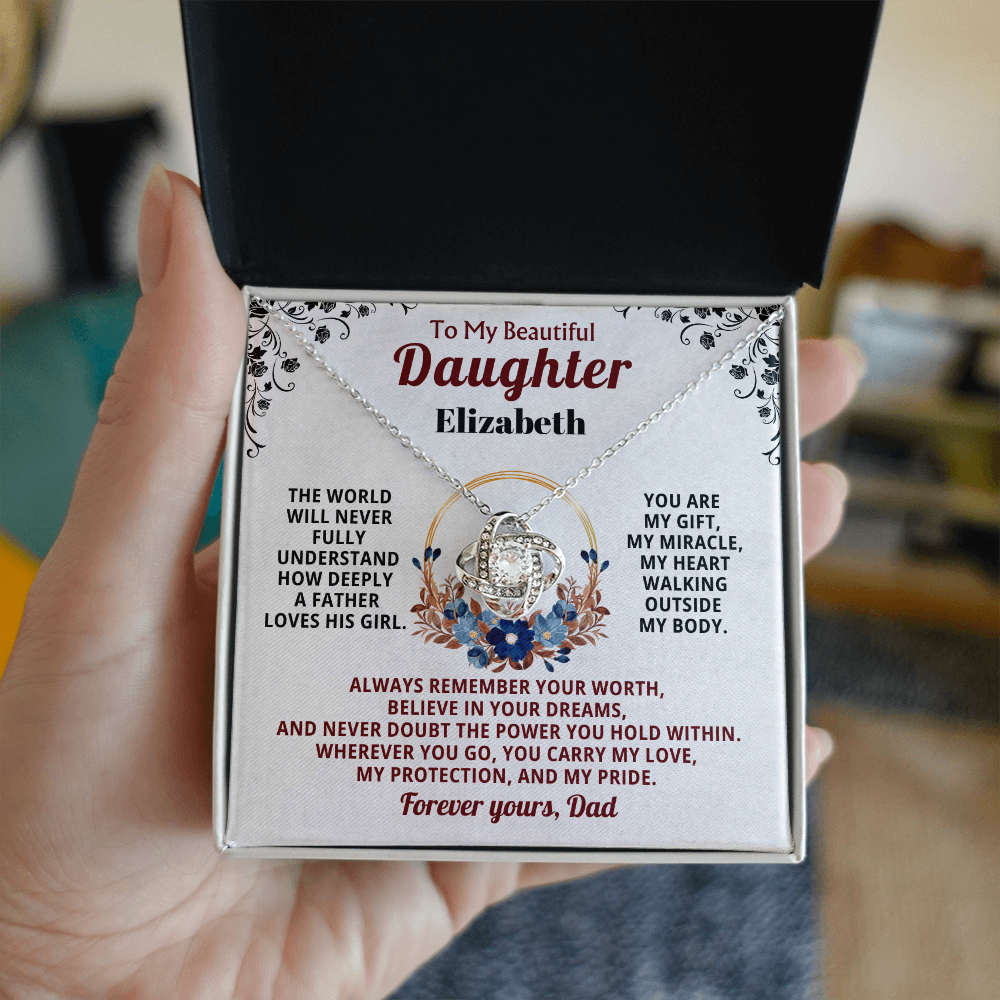 To My Beautiful
Daughter
Elizabeth
THE WORLD
WILL NEVER
FULLY
UNDERSTAND
HOW DEEPLY
A FATHER
LOVES HIS GIRL.
YOU ARE
MY GIFT,
MY MIRACLE,
MY HEART
WALKING
OUTSIDE
MY BODY.
ALWAYS REMEMBER YOUR WORTH,
BELIEVE IN YOUR DREAMS,
AND NEVER DOUBT THE POWER YOU HOLD WITHIN.
WHEREVER YOU GO, YOU CARRY MY LOVE,
MY PROTECTION, AND MY PRIDE.
Forever yours, Dad